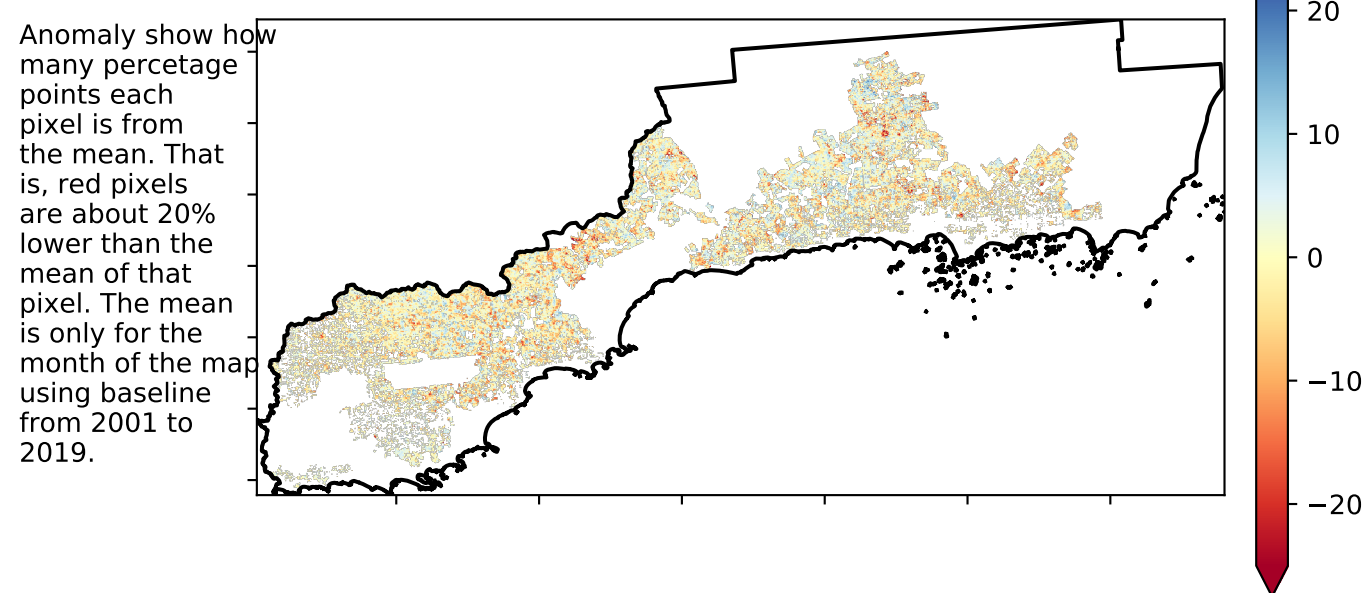 Anomaly show how
many percetage
points each
pixel is from
the mean. That
is, red pixels
are about 20%
lower than the
mean of that
pixel. The mean
is only for the
month of the map
using baseline
from 2001 to
2019.
20
10
0
−10
−20